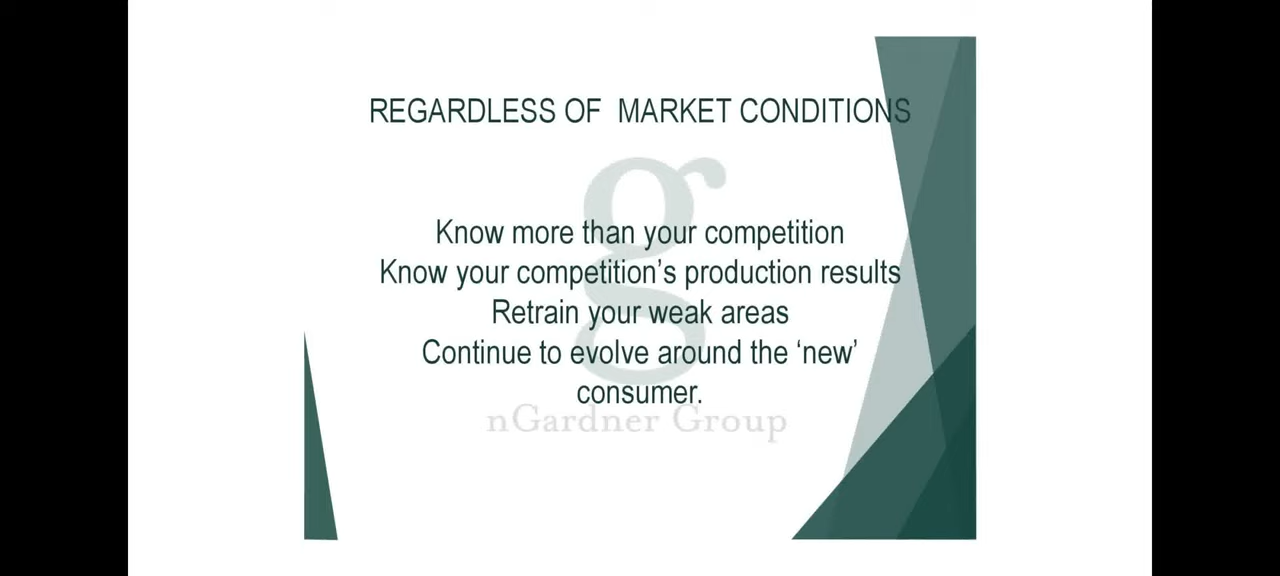 REGARDLESS OF  MARKET CONDITIONS
Know more than your competition
Know your competition’s production results
Retrain your weak areas
Continue to evolve around the ‘new’
consumer.
g
nGardner Group